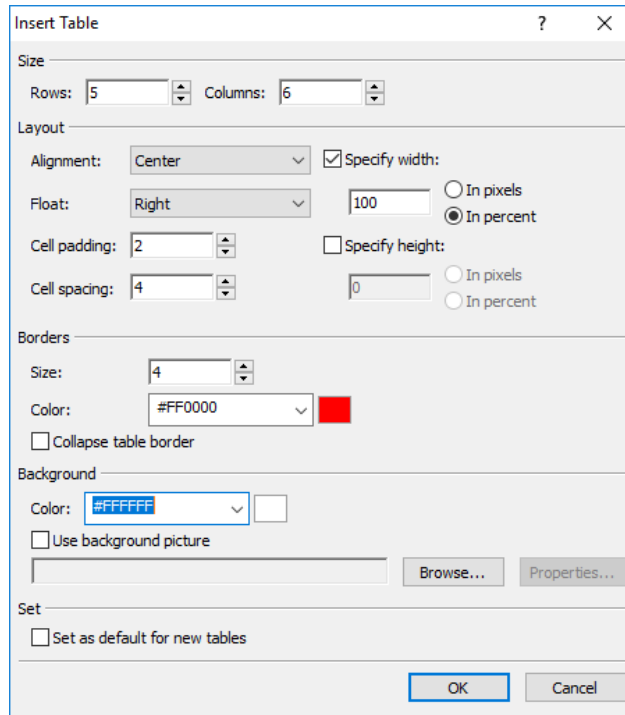 Insert Table ? X
Size
Rows: 5 Columns: 6
Layout
Alignment: Center Specify width:
Float: Right 100 In pixels
In percent
Cell padding: 2 Specify height:
Cell spacing: 4 0 In pixels
In percent
Borders
Size: 4
Color: #FF0000
Collapse table border
Background
Color: #FFFFFF
Use background picture
Browse... Properties...
Set
Set as default for new tables
OK Cancel